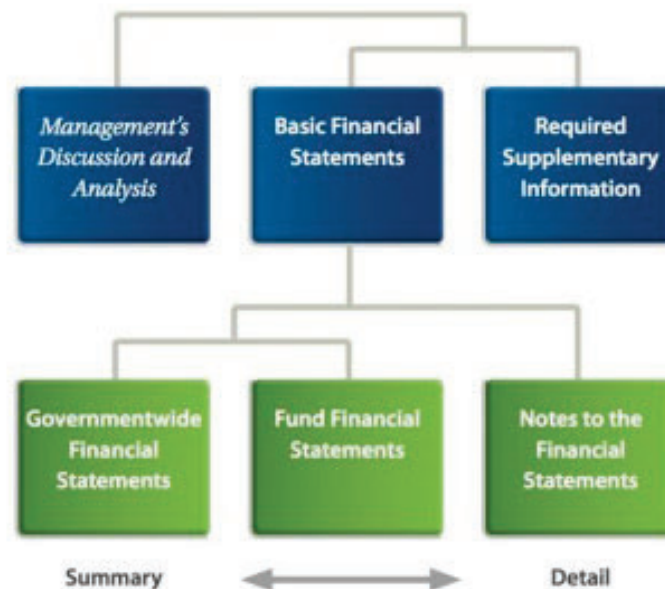 Management's
Discussion and
Analysis
Basic Financial
Statements
Required
Supplementary
Information
Governmentwide
Financial
Statements
Fund Financial
Statements
Notes to the
Financial
Statements
Summary
Detail